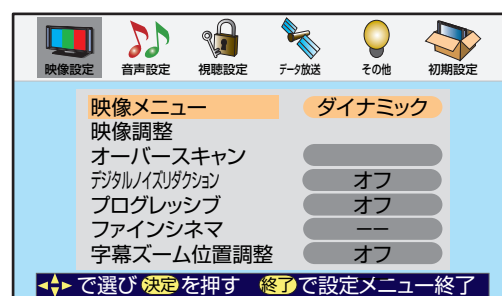 映像設定 音声設定 視聴設定 データ放送 その他 初期設定
映像メニュー ダイナミック
映像調整
オーバースキャン
デジタルノイズリダクション オフ
プログレッシブ オフ
ファインシネマ −−
字幕ズーム位置調整 オフ
で選び 決定 を押す 終了 で設定メニュー終了